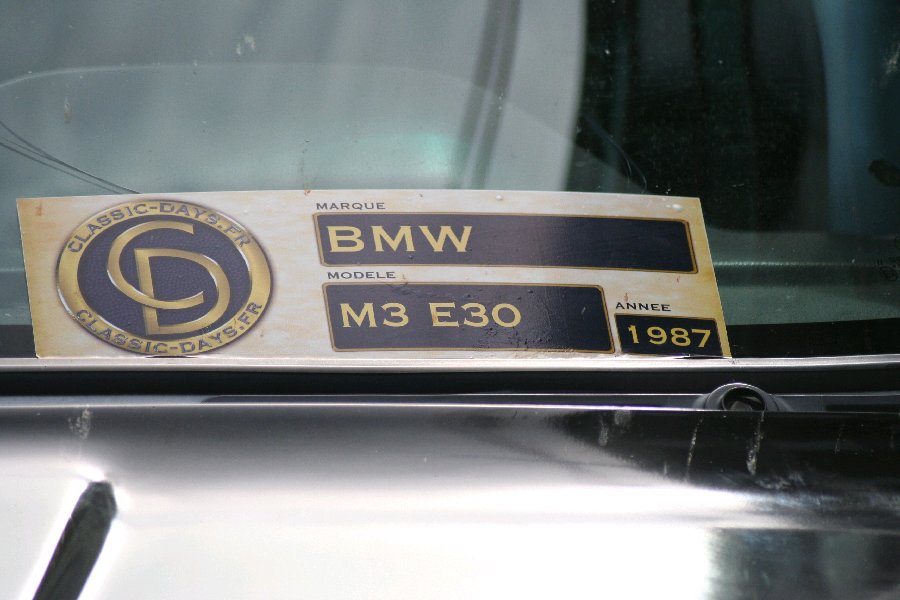 CLASSIC-DAYS.FR
CD
CLASSIC-DAYS.FR
MARQUE
BMW
MODELE
M3 E30
ANNEE
1987